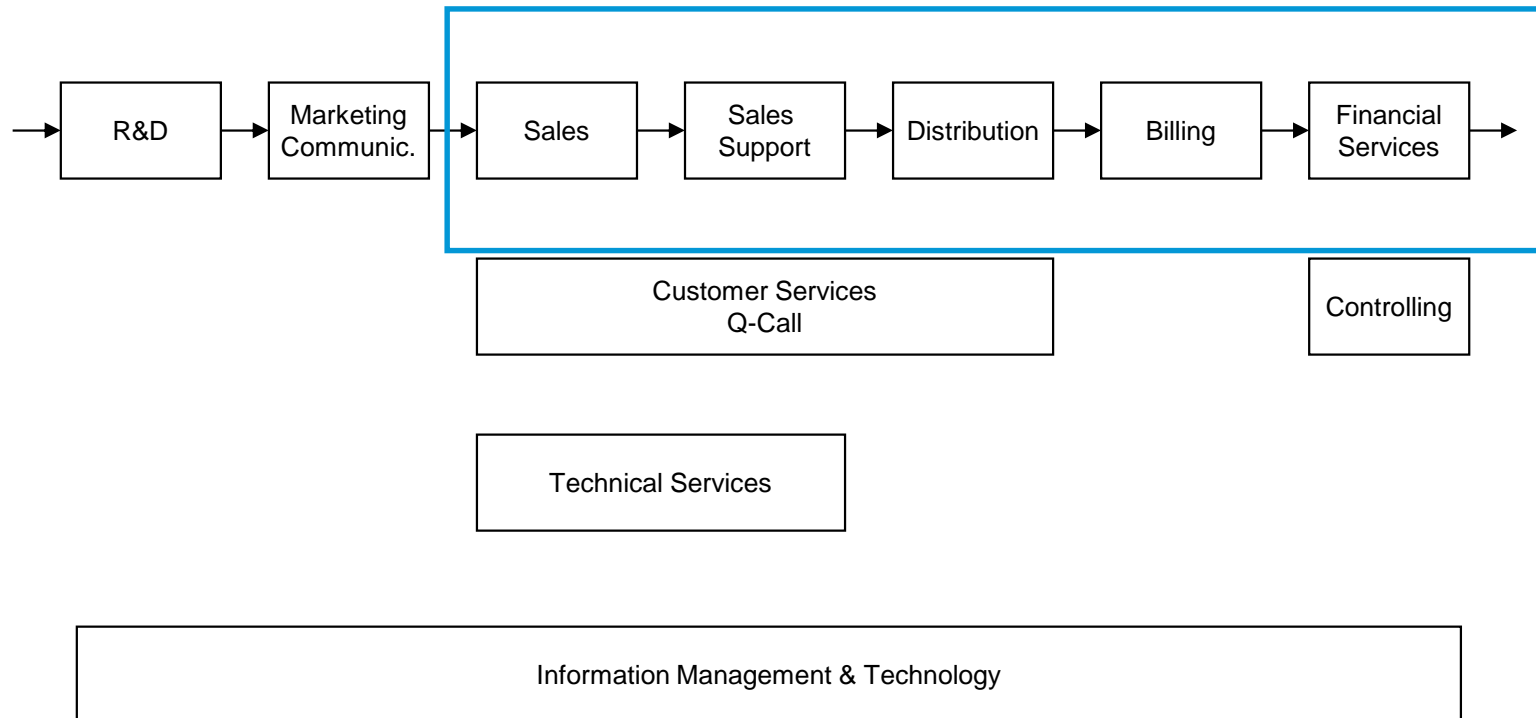 R&D
Marketing
Communic.
Sales
Sales
Support
Distribution
Billing
Financial
Services
Customer Services
Q-Call
Controlling
Technical Services
Information Management & Technology